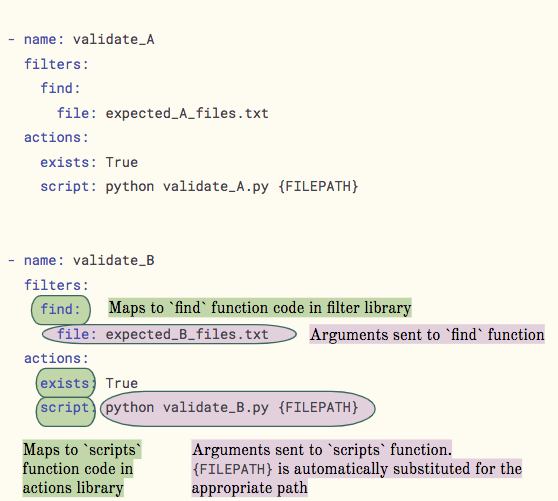 - name: validate_A
filters:
find:
file: expected_A_files.txt
actions:
exists: True
script: python validate_A.py {FILEPATH}
- name: validate_B
filters:
find: Maps to `find` function code in filter library
file: expected_B_files.txt Arguments sent to `find` function
actions:
exists: True
script: python validate_B.py {FILEPATH}
Maps to `scripts`
function code in
actions library
Arguments sent to `scripts` function.
{FILEPATH} is automatically substituted for the
appropriate path